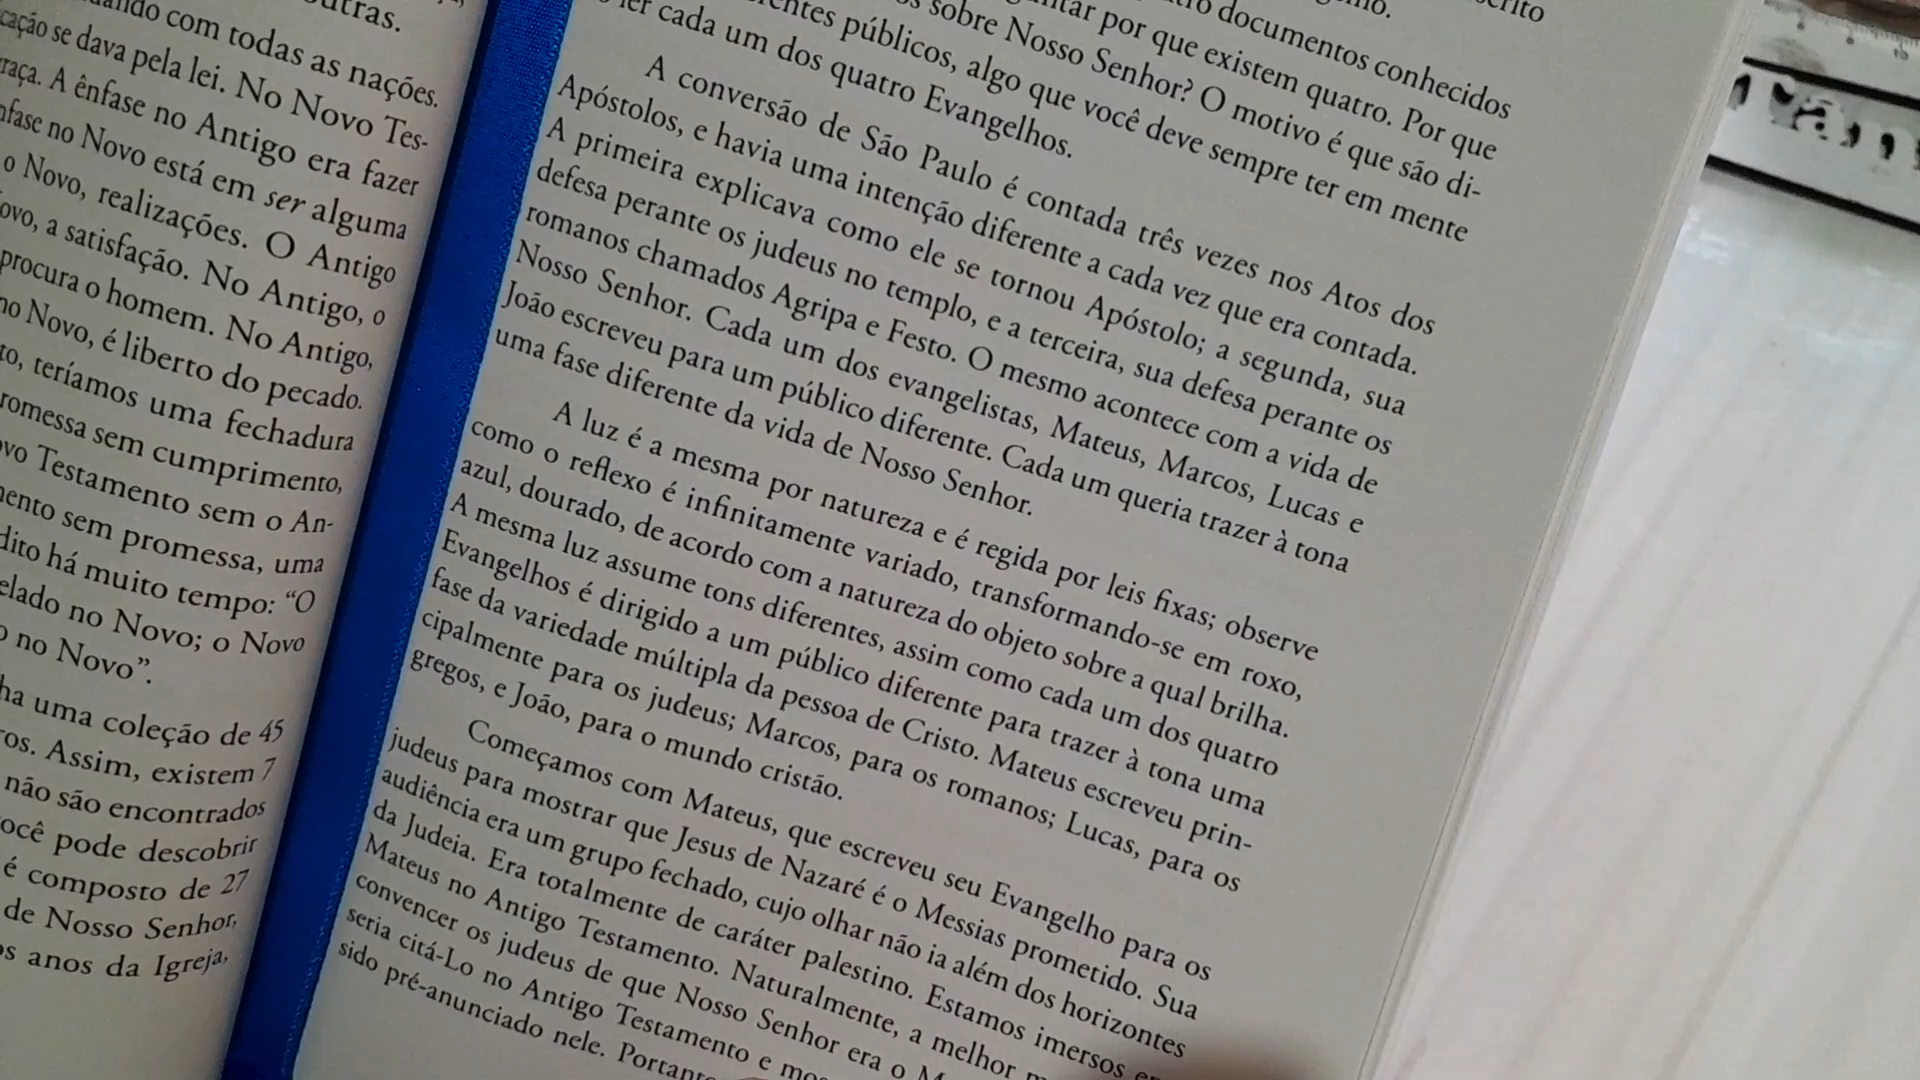 outras.
com todas as nações.
se dava pela lei. No Novo Tes-
A ênfase no Antigo era fazer
no Novo está em ser alguma
o Novo, realizações. O Antigo
a satisfação. No Antigo, o
procura o homem. No Antigo,
no Novo, é liberto do pecado.
teríamos uma fechadura
sem cumprimento,
Testamento sem o An-
sem promessa, uma
dito há muito tempo: “O
no Novo; o Novo
no Novo”.
uma coleção de 45
Assim, existem 7
não são encontrados
você pode descobrir
é composto de 27
de Nosso Senhor,
anos da Igreja,
documentos conhecidos
por que existem quatro. Por que
sobre Nosso Senhor? O motivo é que são di-
públicos, algo que você deve sempre ter em mente
ler cada um dos quatro Evangelhos.
A conversão de São Paulo é contada três vezes nos Atos dos
Apóstolos, e havia uma intenção diferente a cada vez que era contada.
A primeira explicava como ele se tornou Apóstolo; a segunda, sua
defesa perante os judeus no templo, e a terceira, sua defesa perante os
romanos chamados Agripa e Festo. O mesmo acontece com a vida de
Nosso Senhor. Cada um dos evangelistas, Mateus, Marcos, Lucas e
João escreveu para um público diferente. Cada um queria trazer à tona
uma fase diferente da vida de Nosso Senhor.
A luz é a mesma por natureza e é regida por leis fixas; observe
como o reflexo é infinitamente variado, transformando-se em roxo,
azul, dourado, de acordo com a natureza do objeto sobre a qual brilha.
A mesma luz assume tons diferentes, assim como cada um dos quatro
Evangelhos é dirigido a um público diferente para trazer à tona uma
fase da variedade múltipla da pessoa de Cristo. Mateus escreveu prin-
cipalmente para os judeus; Marcos, para os romanos; Lucas, para os
gregos, e João, para o mundo cristão.
Começamos com Mateus, que escreveu seu Evangelho para os
judeus para mostrar que Jesus de Nazaré é o Messias prometido. Sua
audiência era um grupo fechado, cujo olhar não ia além dos horizontes
da Judeia. Era totalmente de caráter palestino. Estamos imersos
Mateus no Antigo Testamento. Naturalmente, a melhor
convencer os judeus de que Nosso Senhor era o
seria citá-Lo no Antigo Testamento e
sido pré-anunciado nele.